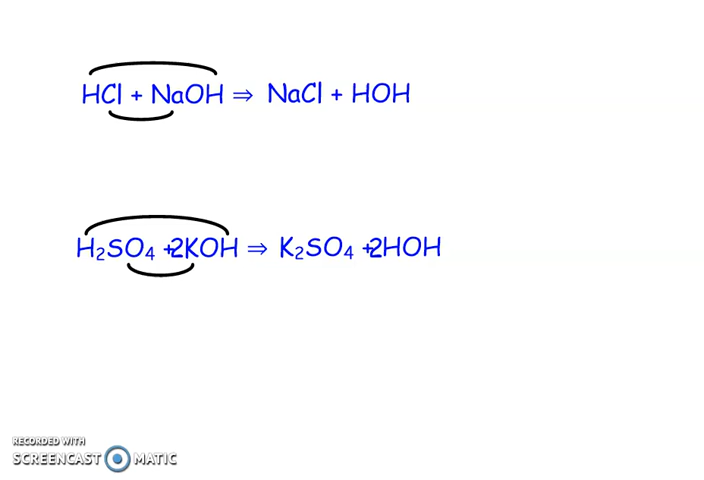 HCl + NaOH ⇒ NaCl + HOH
H₂SO₄ +2KOH ⇒ K₂SO₄ +2HOH
RECORDED WITH
SCREENCAST MATIC